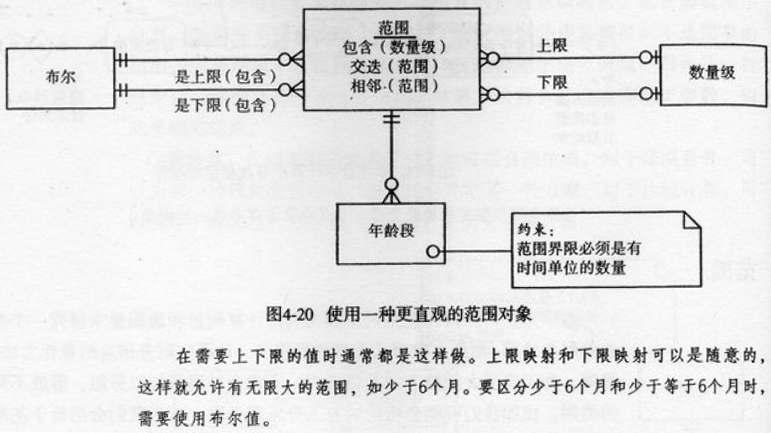 范围
包含(数量级)
交迭(范围)
相邻·(范围)
布尔
是上限(包含)
是下限(包含)
上限
下限
数量级
年龄段
约束:
范围界限必须是有
时间单位的数量
图4-20 使用一种更直观的范围对象
在需要上下限的值时通常都是这样做。上限映射和下限映射可以是随意的,
这样就允许有无限大的范围,如少于6个月。要区分少于6个月和少于等于6个月时,
需要使用布尔值。